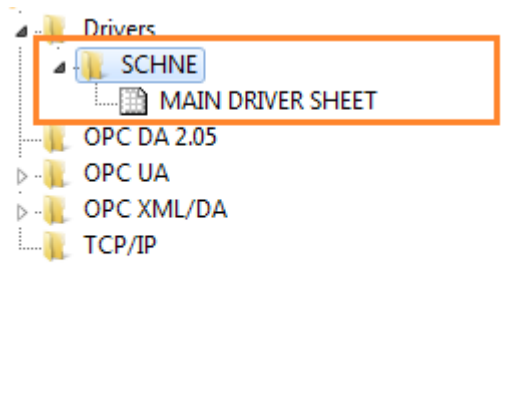 Drivers
SCHNE
MAIN DRIVER SHEET
OPC DA 2.05
OPC UA
OPC XML/DA
TCP/IP